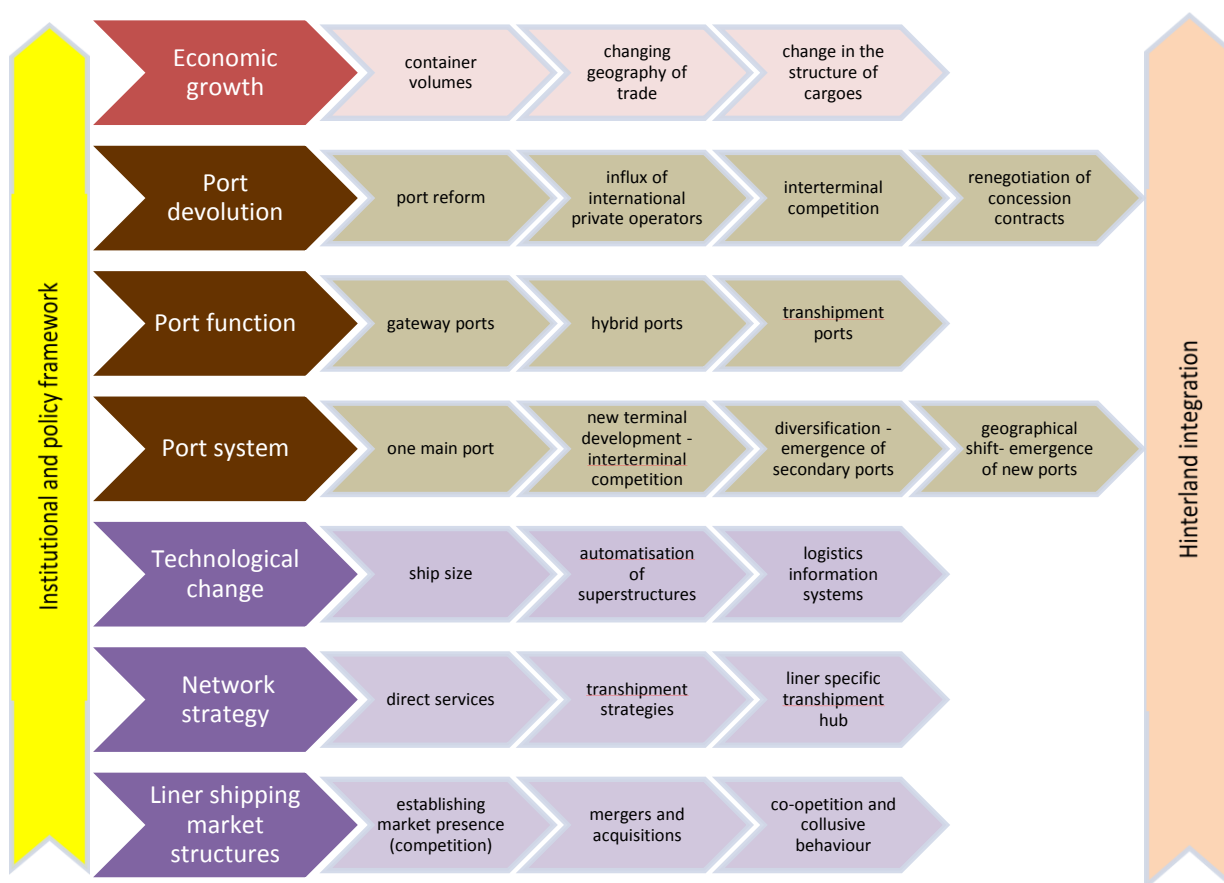 Institutional and policy framework
Economic
growth
container
volumes
changing
geography of
trade
change in the
structure of
cargoes
Port
devolution
port reform
influx of
international
private operators
interterminal
competition
renegotiation of
concession
contracts
Port function
gateway ports
hybrid ports
transhipment
ports
Port system
one main port
new terminal
development -
interterminal
competition
diversification -
emergence of
secondary ports
geographical
shift- emergence
of new ports
Technological
change
ship size
automatisation
of
superstructures
logistics
information
systems
Network
strategy
direct services
transhipment
strategies
liner specific
transhipment
hub
Liner shipping
market
structures
establishing
market presence
(competition)
mergers and
acquisitions
co-opetition and
collusive
behaviour
Hinterland integration